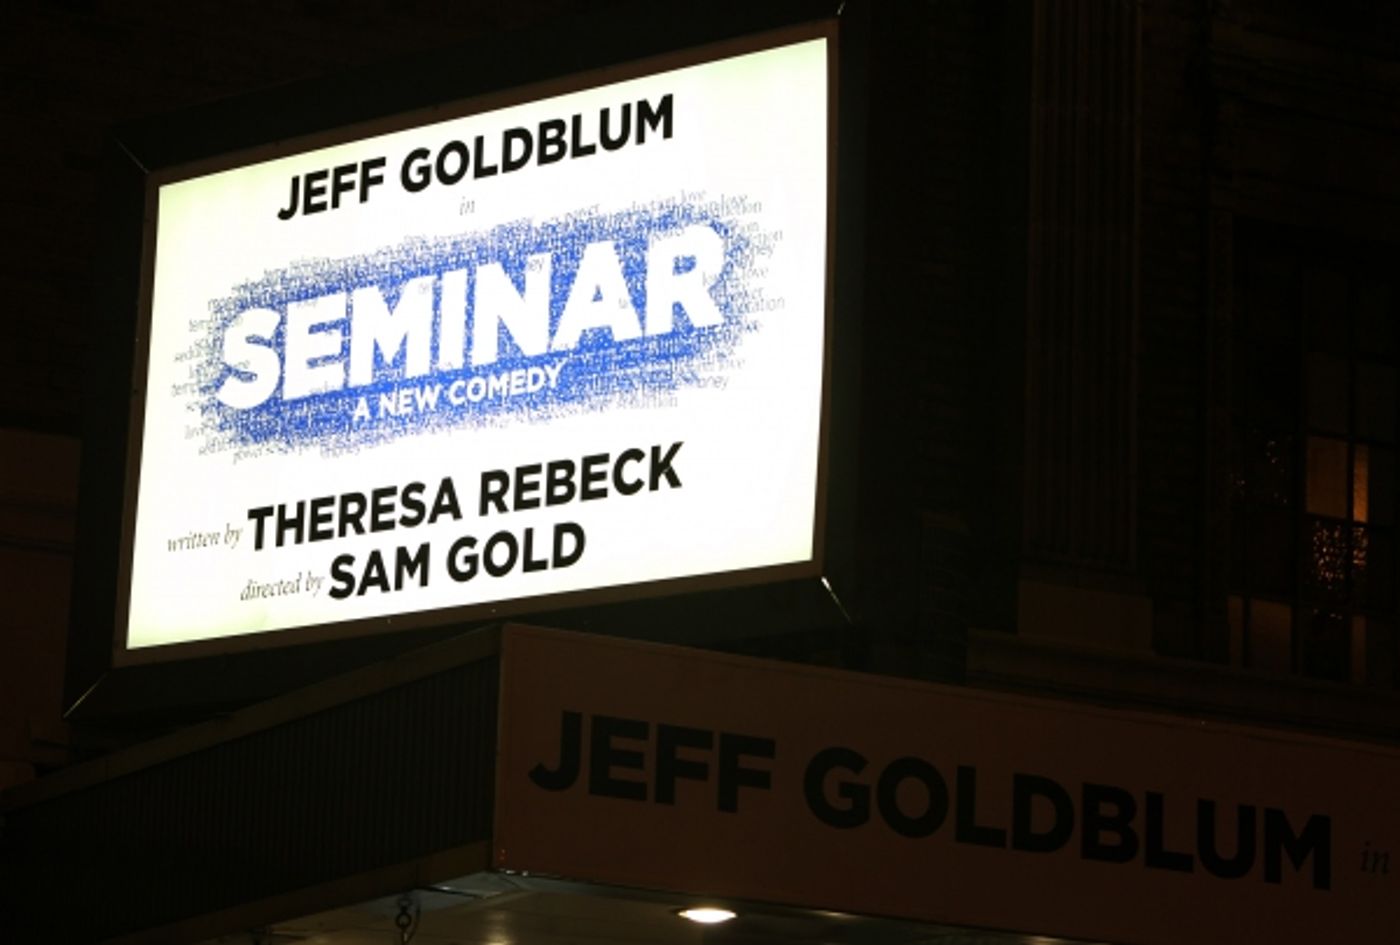 JEFF GOLDBLUM
in
SEMINAR
A NEW COMEDY
written by THERESA REBECK
directed by SAM GOLD
JEFF GOLDBLUM in